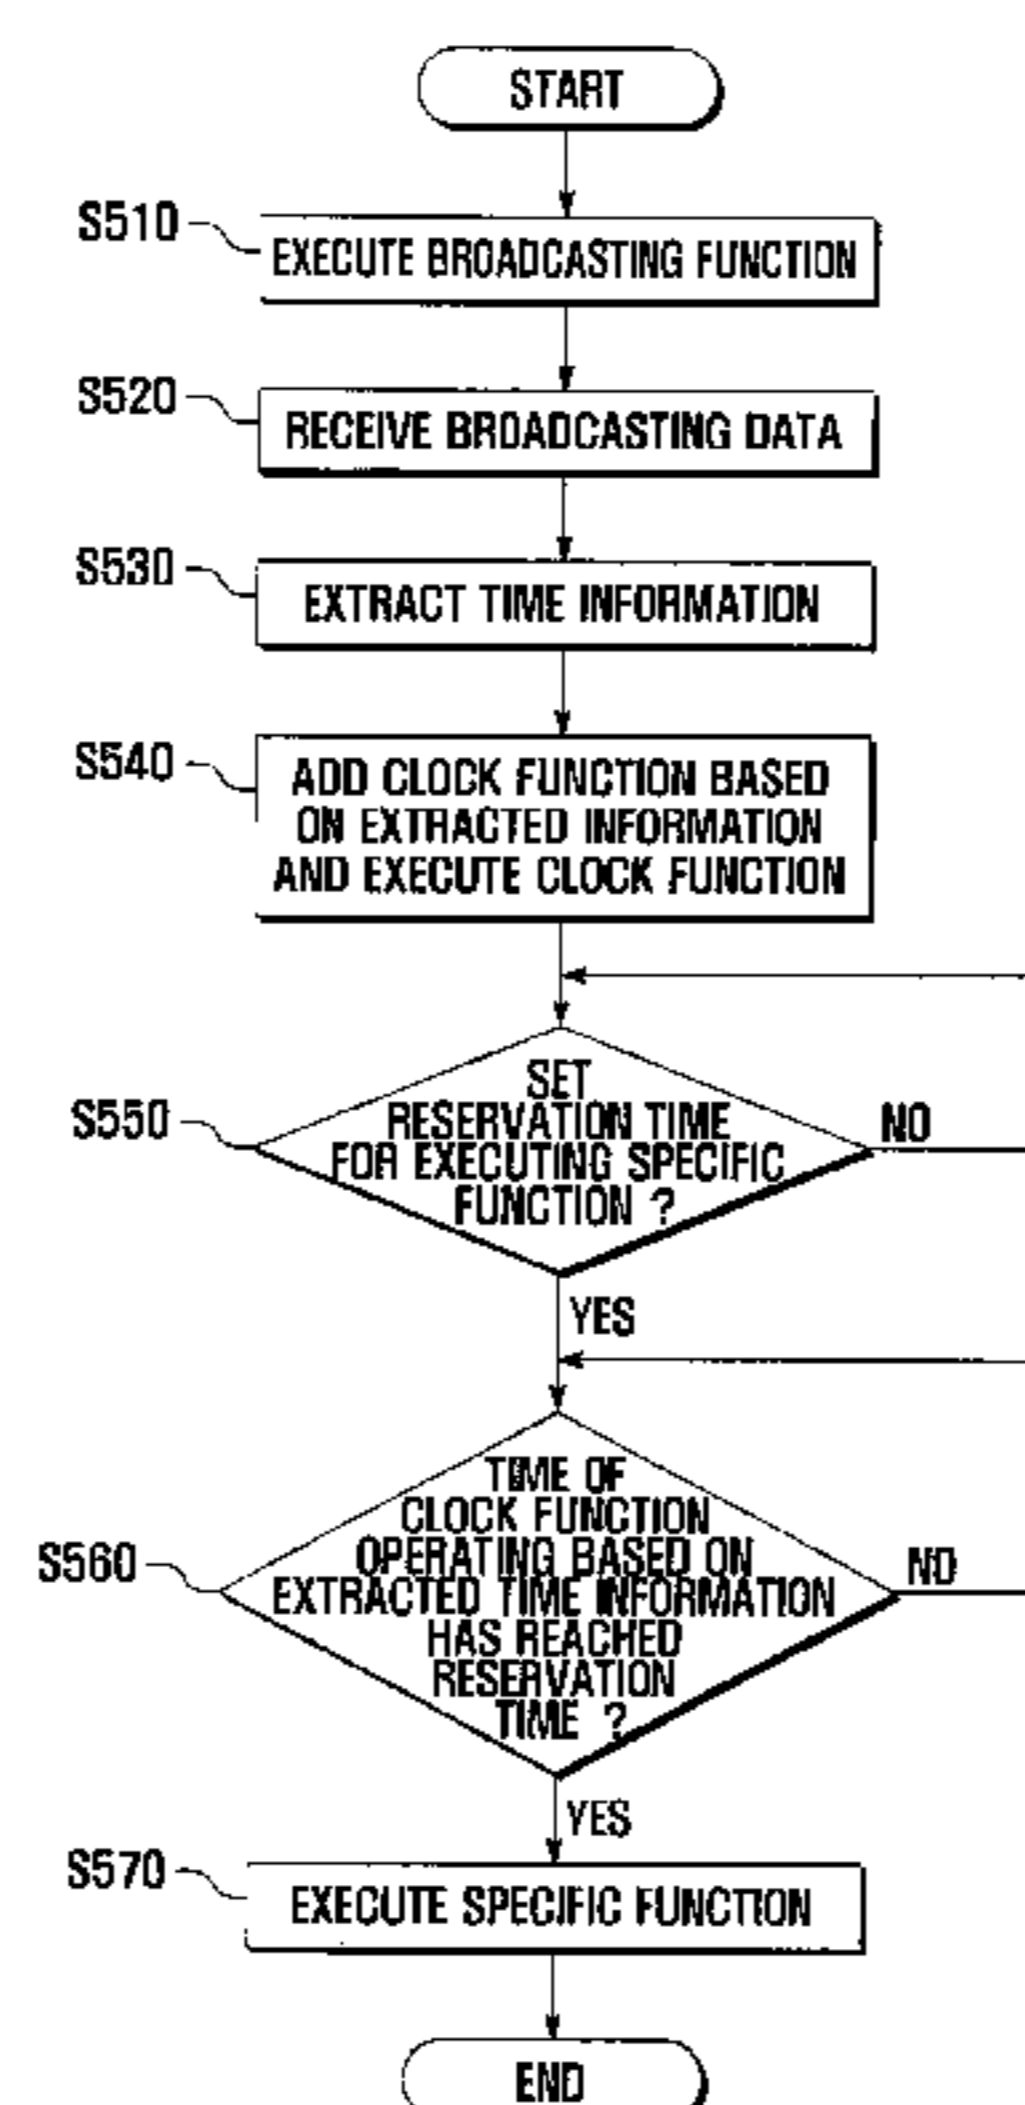 START
S510
EXECUTE BROADCASTING FUNCTION
S520
RECEIVE BROADCASTING DATA
S530
EXTRACT TIME INFORMATION
S540
ADD CLOCK FUNCTION BASED
ON EXTRACTED INFORMATION
AND EXECUTE CLOCK FUNCTION
S550
SET
RESERVATION TIME
FOR EXECUTING SPECIFIC
FUNCTION ?
NO
YES
S560
TIME OF
CLOCK FUNCTION
OPERATING BASED ON
EXTRACTED TIME INFORMATION
HAS REACHED
RESERVATION
TIME ?
NO
YES
S570
EXECUTE SPECIFIC FUNCTION
END